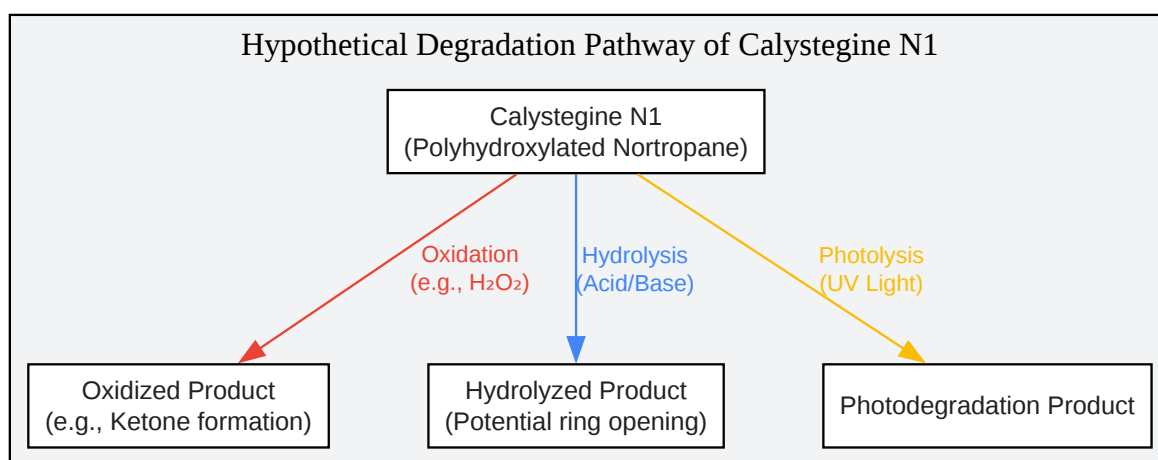 Hypothetical Degradation Pathway of Calystegine N1
Calystegine N1
(Polyhydroxylated Nortropane)
Oxidation
(e.g., H₂O₂)
Hydrolysis
(Acid/Base)
Photolysis
(UV Light)
Oxidized Product
(e.g., Ketone formation)
Hydrolyzed Product
(Potential ring opening)
Photodegradation Product